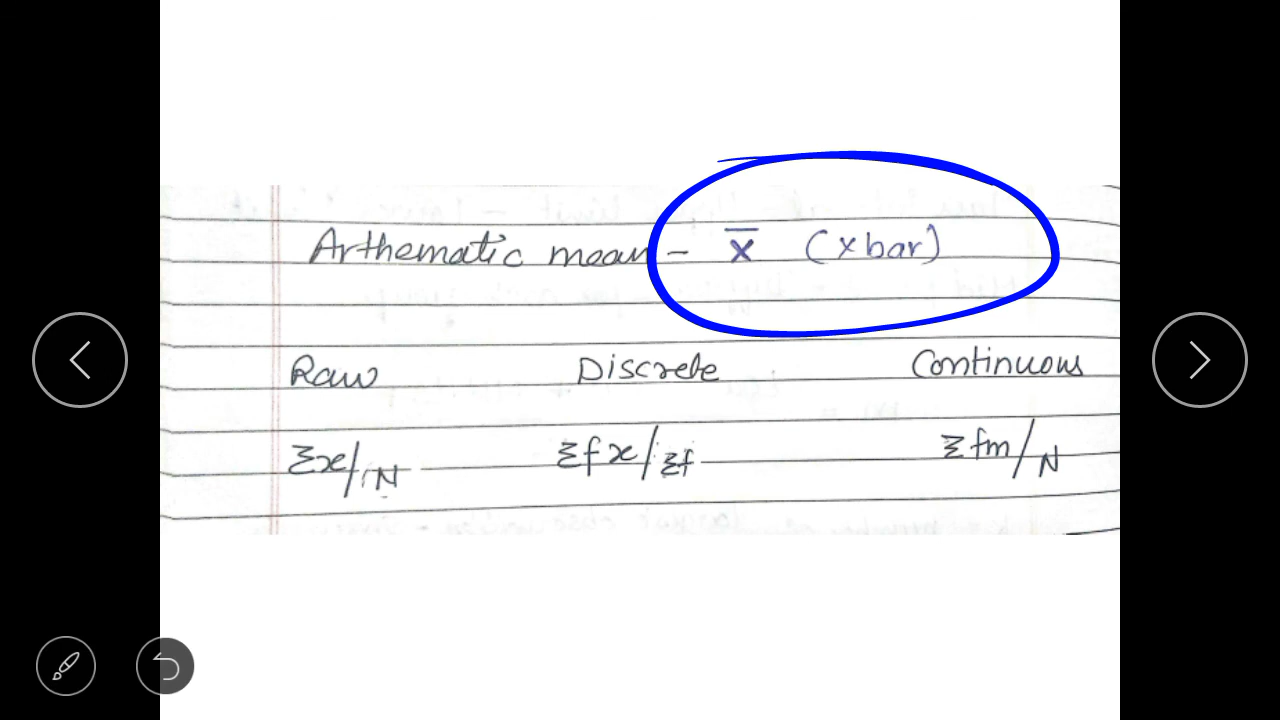 Arthematic mean - x̅ (x bar)
Raw Discrete Continuous
Σx/N Σfx/Σf Σfm/N